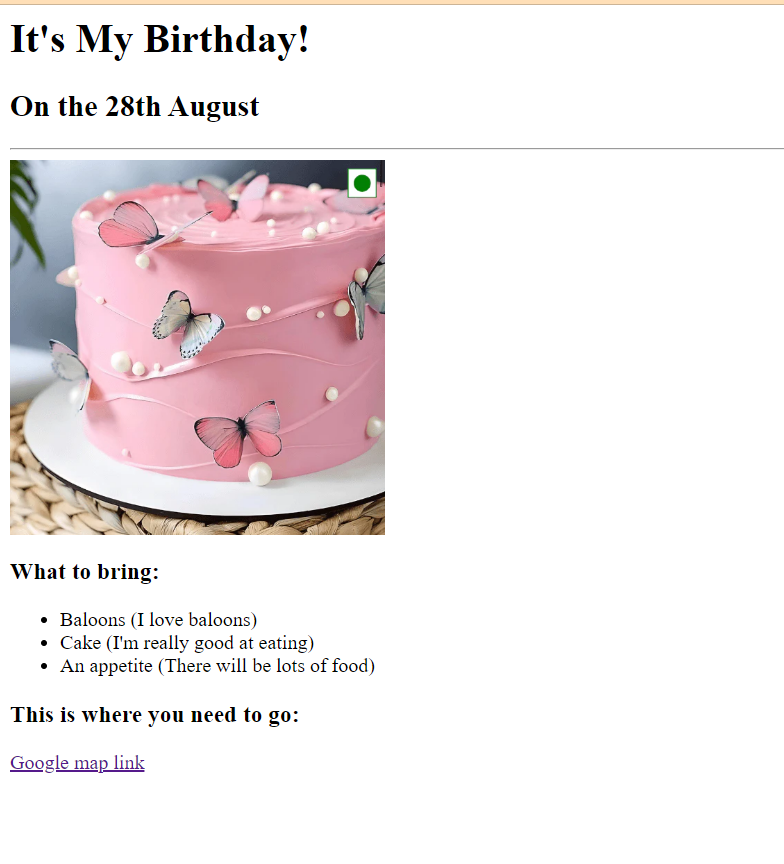 It's My Birthday!
On the 28th August
What to bring:
Baloons (I love baloons)
Cake (I'm really good at eating)
An appetite (There will be lots of food)
This is where you need to go:
Google map link